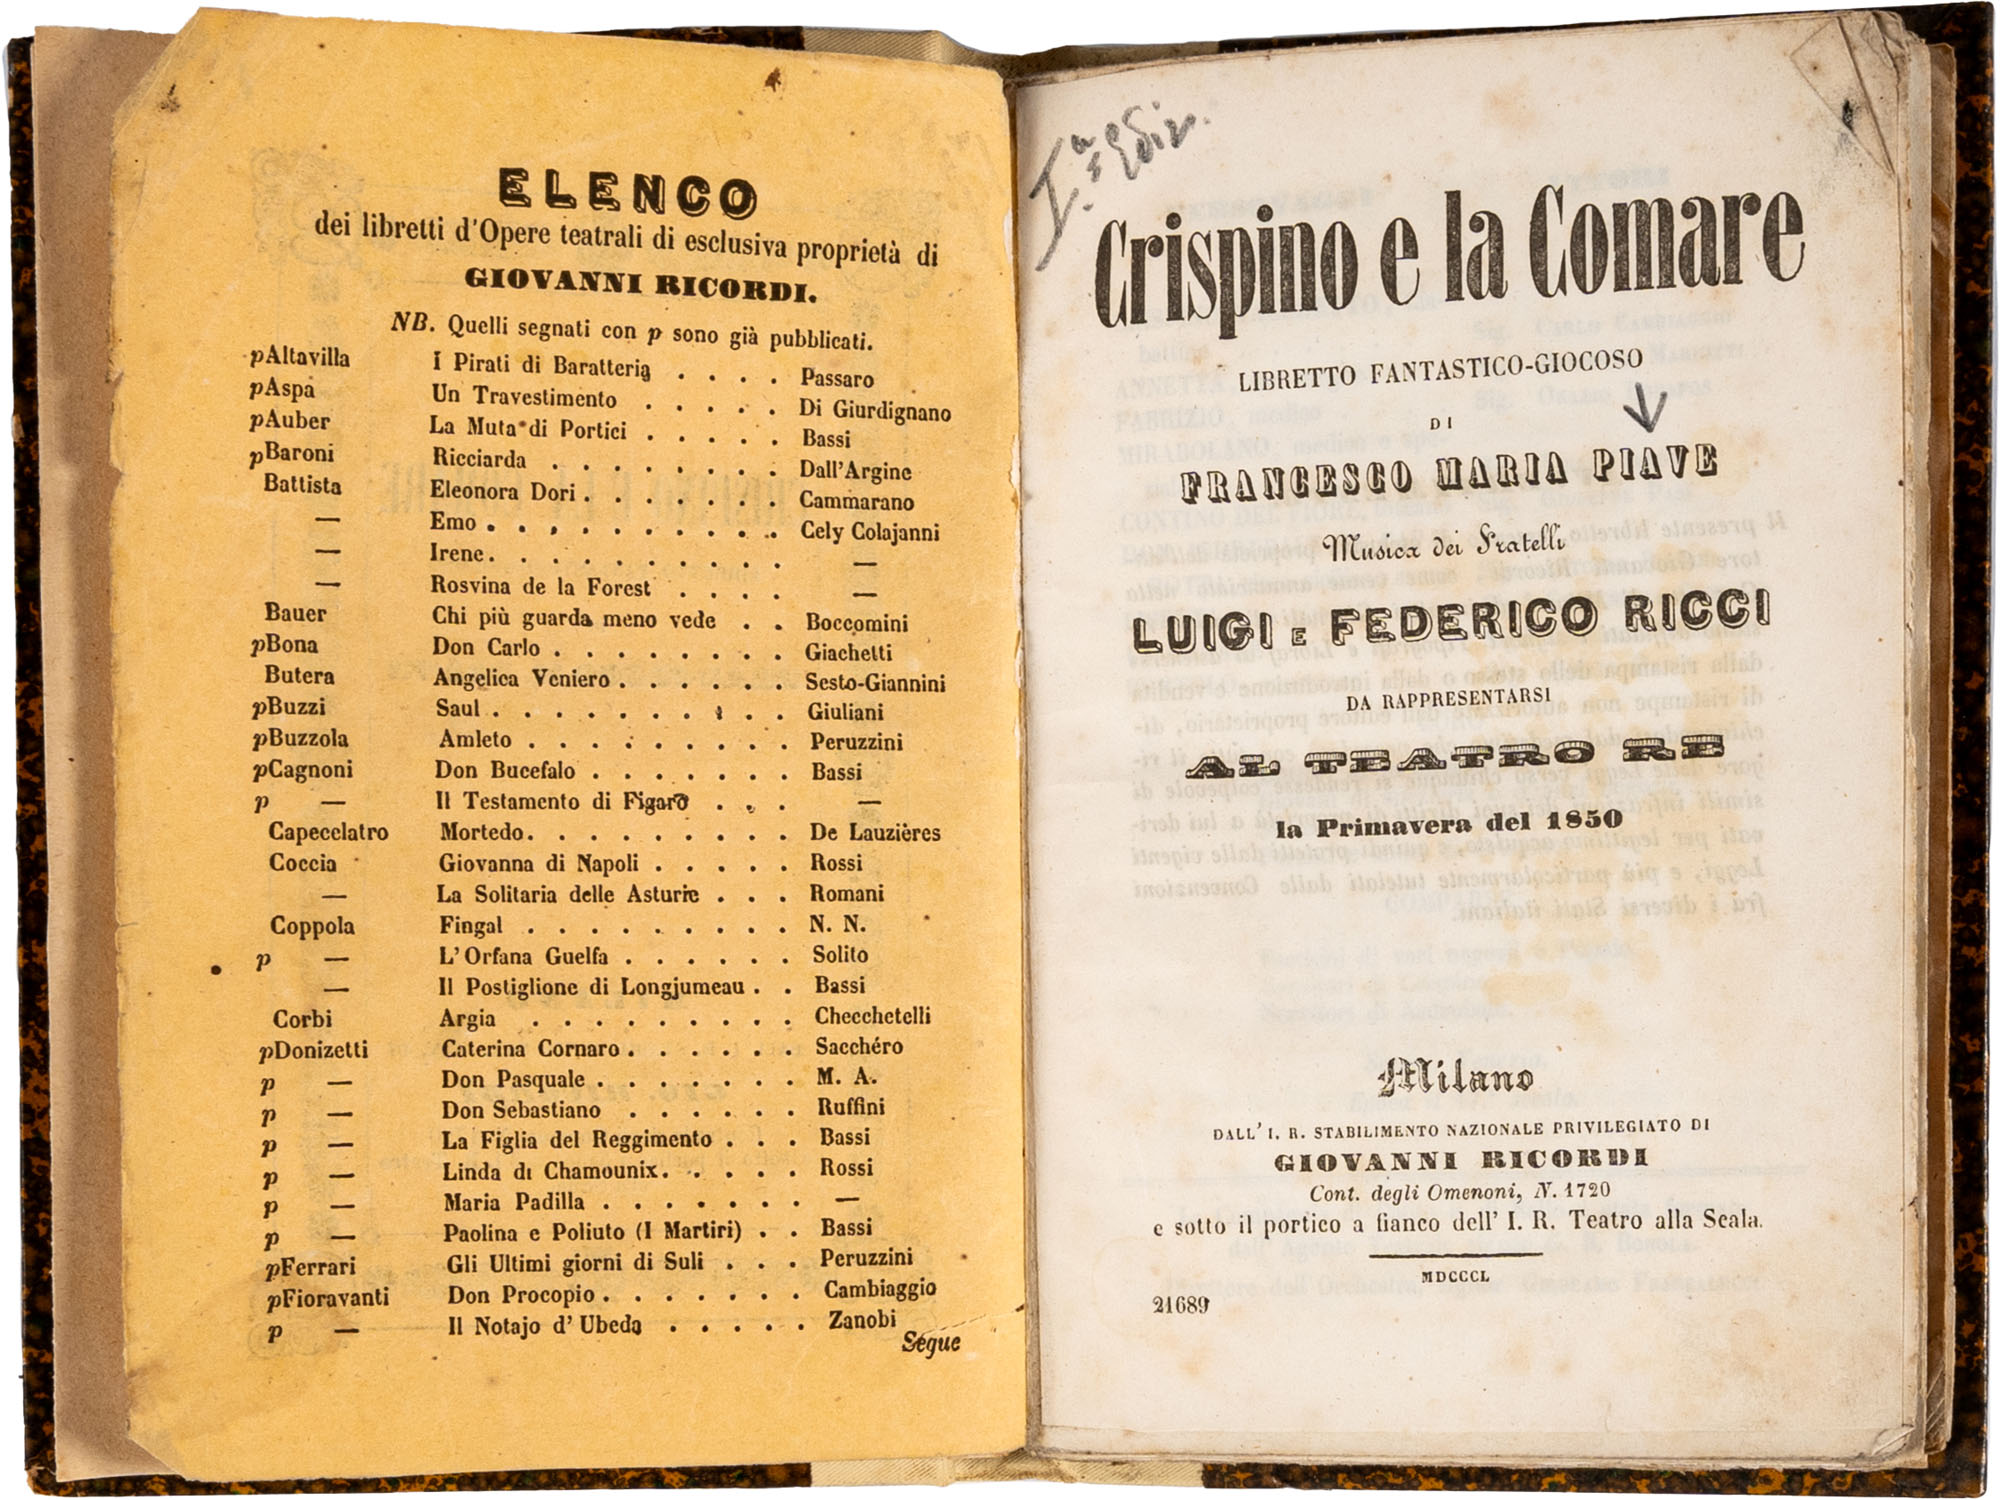 ELENCO
dei libretti d'Opere teatrali di esclusiva proprietà di
GIOVANNI RICORDI.
NB. Quelli segnati con p sono già pubblicati.
pAltavilla I Pirati di Baratteria . . . . Passaro
pAspa Un Travestimento . . . . . Di Giurdignano
pAuber La Muta di Portici . . . . . Bassi
pBaroni Ricciarda . . . . . . . . Dall'Argine
Battista Eleonora Dori . . . . . . . Cammarano
— Emo . . . . . . . . . . Cely Colajanni
— Irene . . . . . . . . . . —
— Rosvina de la Forest . . . . —
Bauer Chi più guarda meno vede . . Boccomini
pBona Don Carlo . . . . . . . . Giachetti
Butera Angelica Veniero . . . . . . Sesto-Giannini
pBuzzi Saul . . . . . . . . . . Giuliani
pBuzzola Amleto . . . . . . . . . Peruzzini
pCagnoni Don Bucefalo . . . . . . . Bassi
p — Il Testamento di Figaro . . . —
Capecelatro Mortedo . . . . . . . . . De Lauzières
Coccia Giovanna di Napoli . . . . . Rossi
— La Solitaria delle Asturie . . . Romani
Coppola Fingal . . . . . . . . . N. N.
p — L'Orfana Guelfa . . . . . . Solito
— Il Postiglione di Longjumeau . . Bassi
Corbi Argia . . . . . . . . . Checchetelli
pDonizetti Caterina Cornaro . . . . . . Sacchéro
p — Don Pasquale . . . . . . . M. A.
p — Don Sebastiano . . . . . . Ruffini
p — La Figlia del Reggimento . . . Bassi
p — Linda di Chamounix . . . . . Rossi
p — Maria Padilla . . . . . . . —
p — Paolina e Poliuto (I Martiri) . . Bassi
pFerrari Gli Ultimi giorni di Suli . . . Peruzzini
pFioravanti Don Procopio . . . . . . . Cambiaggio
p — Il Notajo d'Ubeda . . . . . Zanobi
Segue
I.ª ediz.
Crispino e la Comare
LIBRETTO FANTASTICO-GIOCOSO
DI
FRANCESCO MARIA PIAVE
Musica dei Fratelli
LUIGI E FEDERICO RICCI
DA RAPPRESENTARSI
AL TEATRO RE
la Primavera del 1850
Milano
DALL' I. R. STABILIMENTO NAZIONALE PRIVILEGIATO DI
GIOVANNI RICORDI
Cont. degli Omenoni, N. 1720
e sotto il portico a fianco dell' I. R. Teatro alla Scala.
MDCCCL
21689